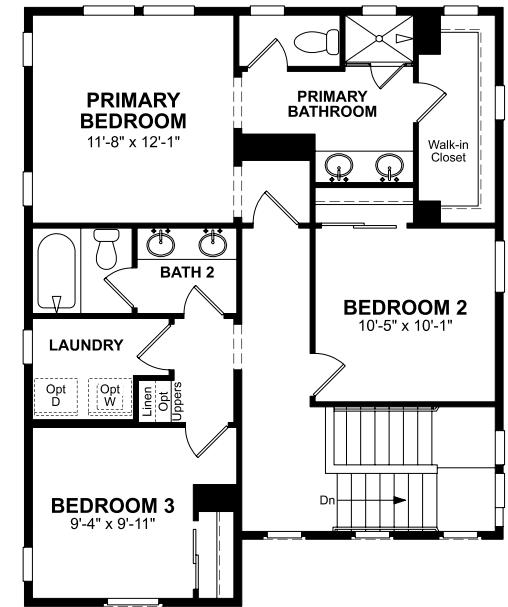 PRIMARY
BEDROOM
11'-8" x 12'-1"
PRIMARY
BATHROOM
Walk-in
Closet
BATH 2
BEDROOM 2
10'-5" x 10'-1"
LAUNDRY
Opt
D
Opt
W
Linen
Opt
Uppers
BEDROOM 3
9'-4" x 9'-11"
Dn